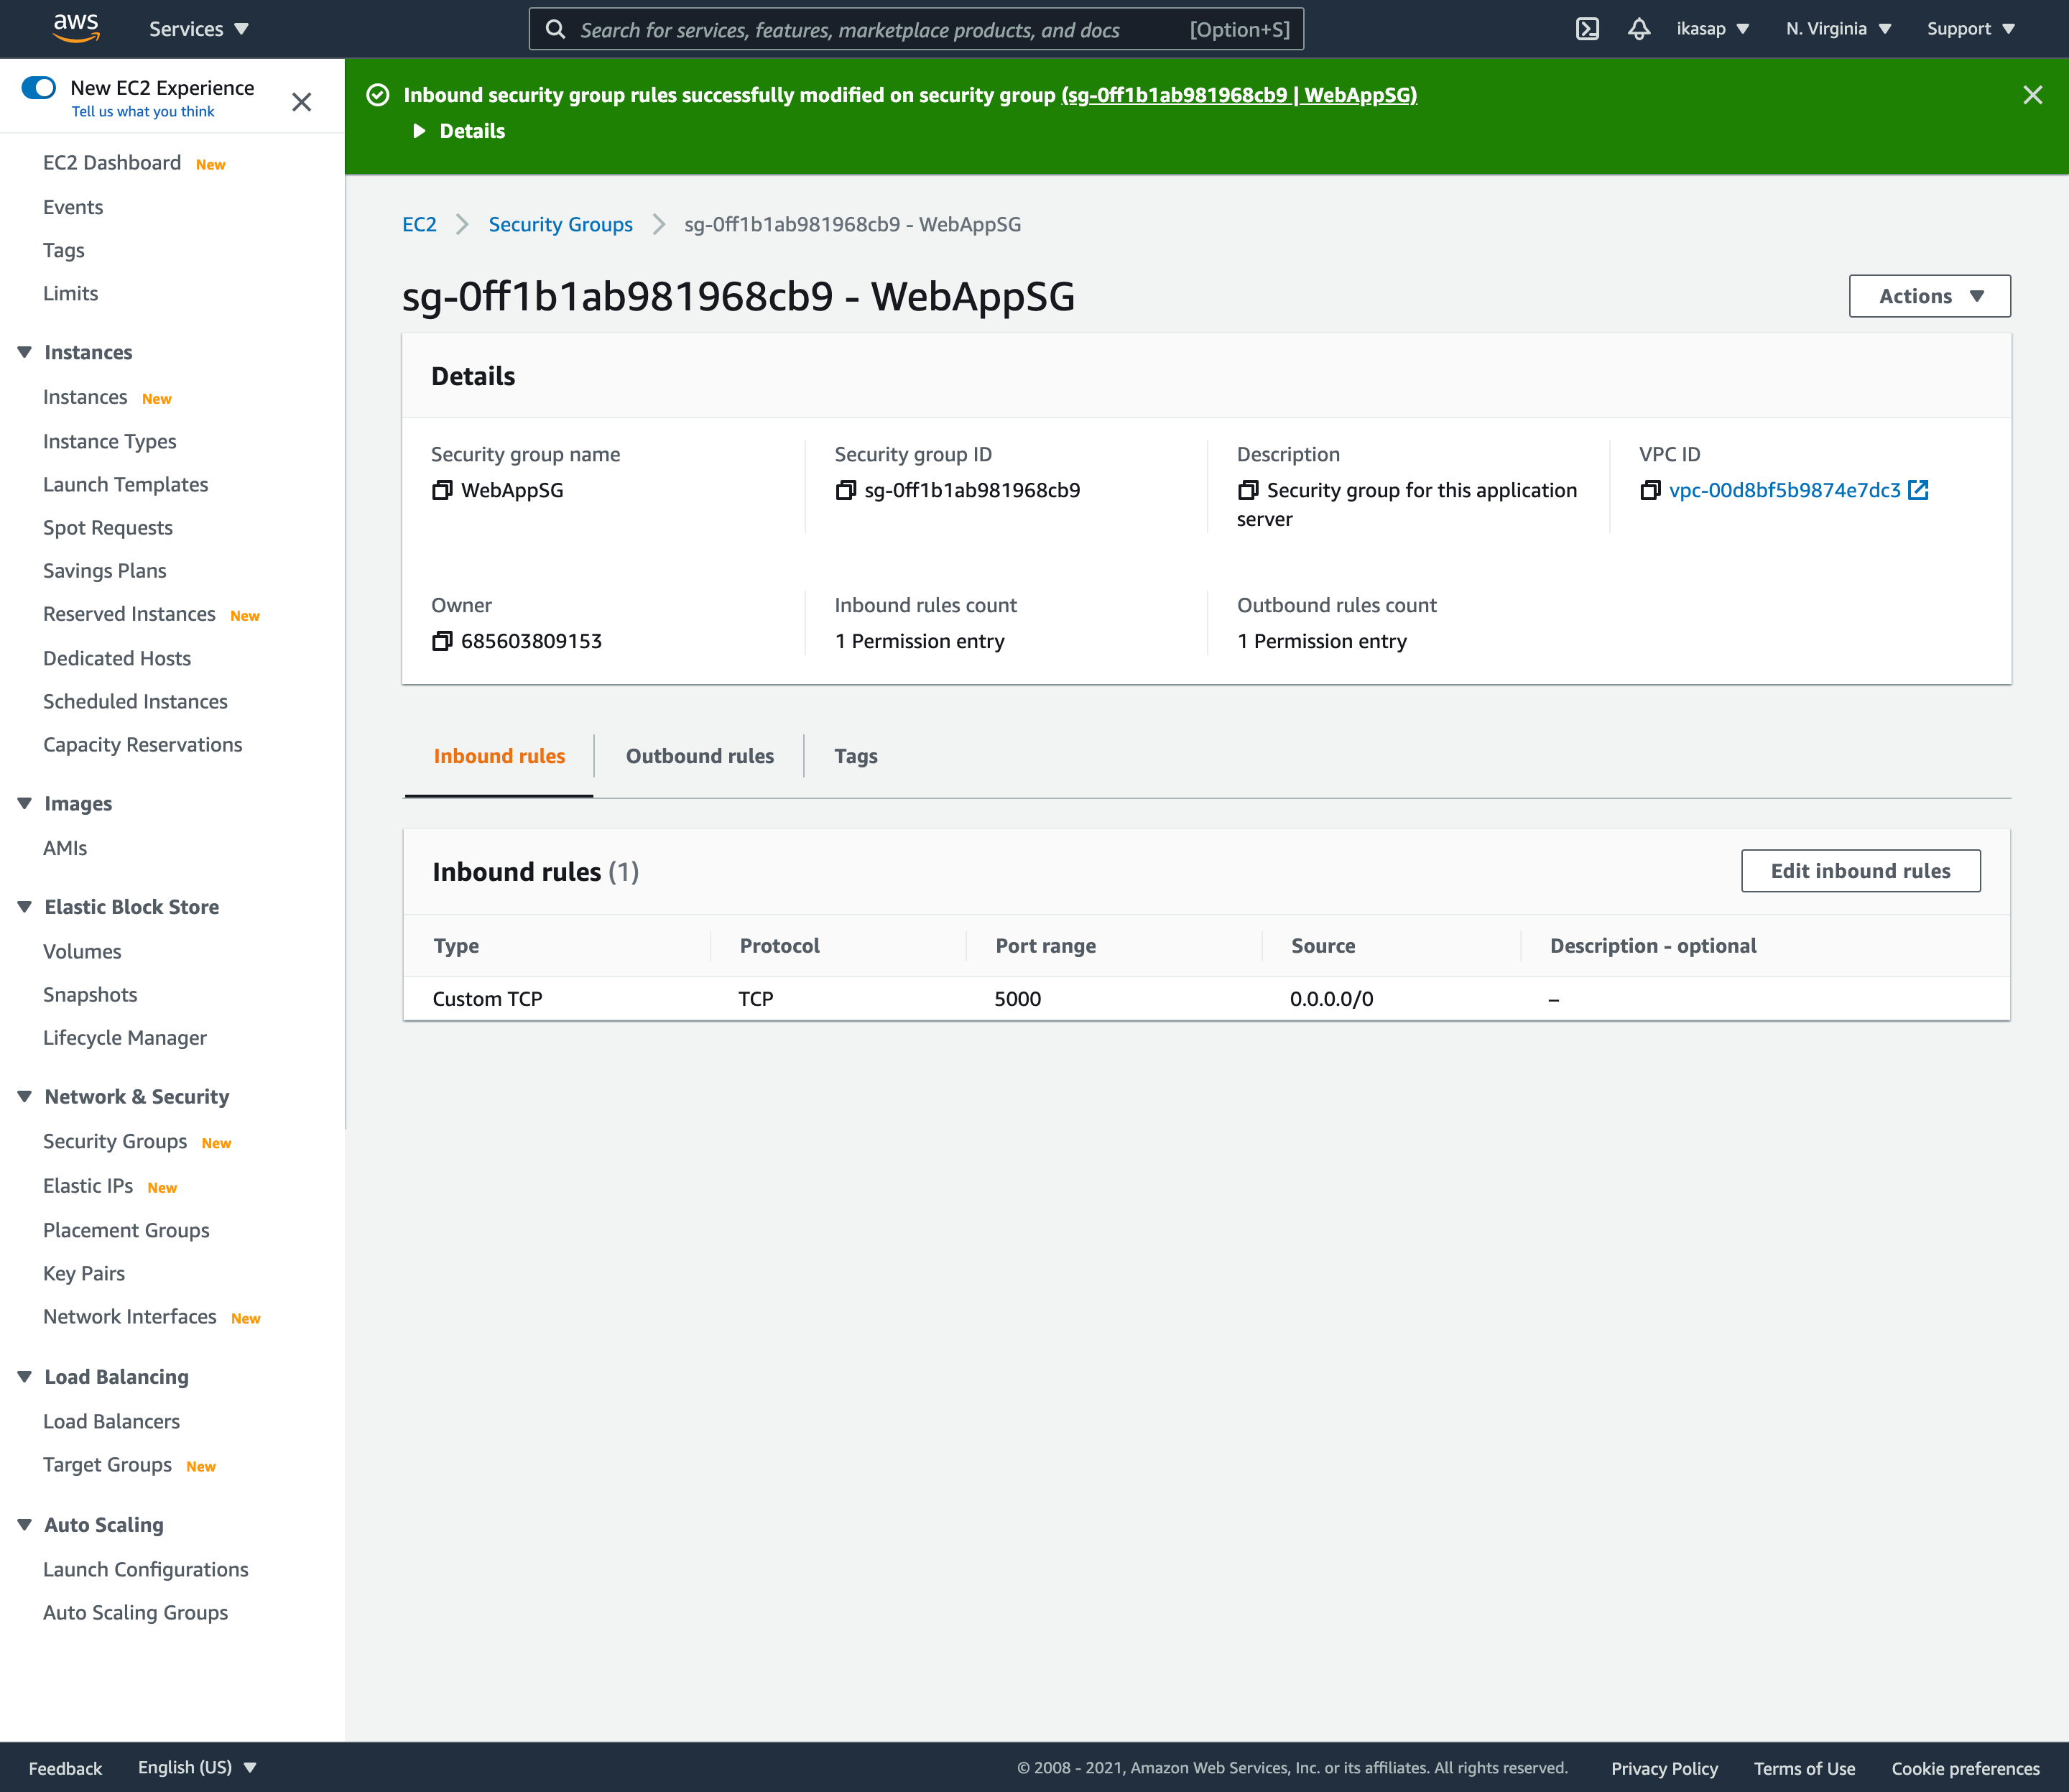 aws
Services
Search for services, features, marketplace products, and docs [Option+S]
ikasap
N. Virginia
Support
New EC2 Experience
Tell us what you think
EC2 Dashboard New
Events
Tags
Limits
Instances
Instances New
Instance Types
Launch Templates
Spot Requests
Savings Plans
Reserved Instances New
Dedicated Hosts
Scheduled Instances
Capacity Reservations
Images
AMIs
Elastic Block Store
Volumes
Snapshots
Lifecycle Manager
Network & Security
Security Groups New
Elastic IPs New
Placement Groups
Key Pairs
Network Interfaces New
Load Balancing
Load Balancers
Target Groups New
Auto Scaling
Launch Configurations
Auto Scaling Groups
Inbound security group rules successfully modified on security group (sg-0ff1b1ab981968cb9 | WebAppSG)
Details
EC2 Security Groups sg-0ff1b1ab981968cb9 - WebAppSG
sg-0ff1b1ab981968cb9 - WebAppSG
Actions
Details
Security group name
WebAppSG
Security group ID
sg-0ff1b1ab981968cb9
Description
Security group for this application
server
VPC ID
vpc-00d8bf5b9874e7dc3
Owner
685603809153
Inbound rules count
1 Permission entry
Outbound rules count
1 Permission entry
Inbound rules
Outbound rules
Tags
Inbound rules (1)
Edit inbound rules
Type Protocol Port range Source Description - optional
Custom TCP TCP 5000 0.0.0.0/0 –
Feedback
English (US)
© 2008 - 2021, Amazon Web Services, Inc. or its affiliates. All rights reserved.
Privacy Policy
Terms of Use
Cookie preferences